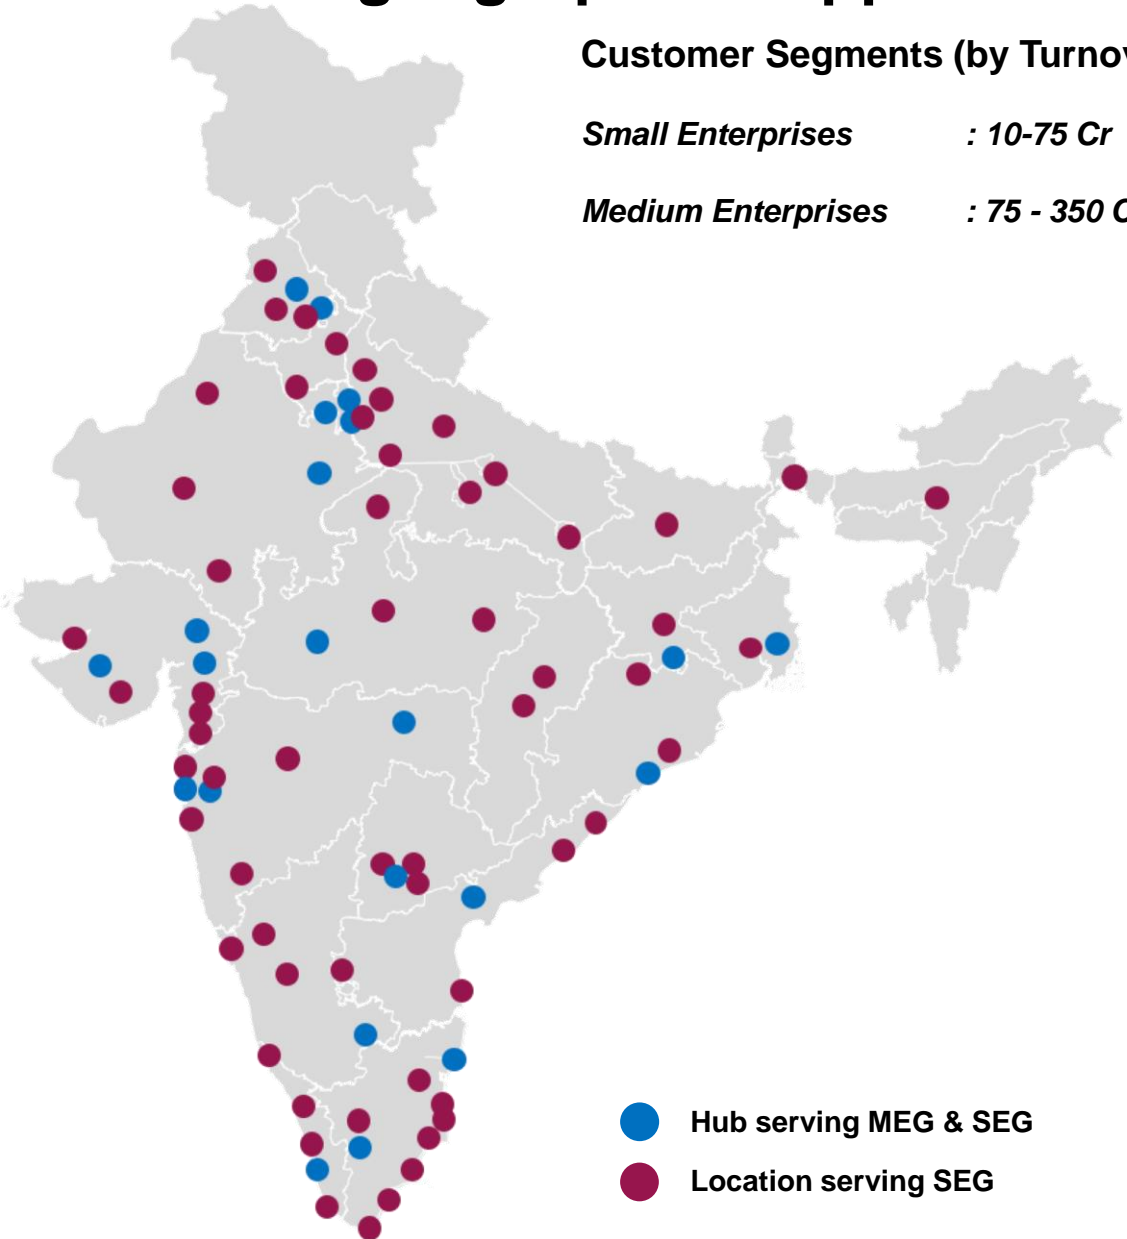 Customer Segments (by Turnov
Small Enterprises : 10-75 Cr
Medium Enterprises : 75 - 350 C
Hub serving MEG & SEG
Location serving SEG